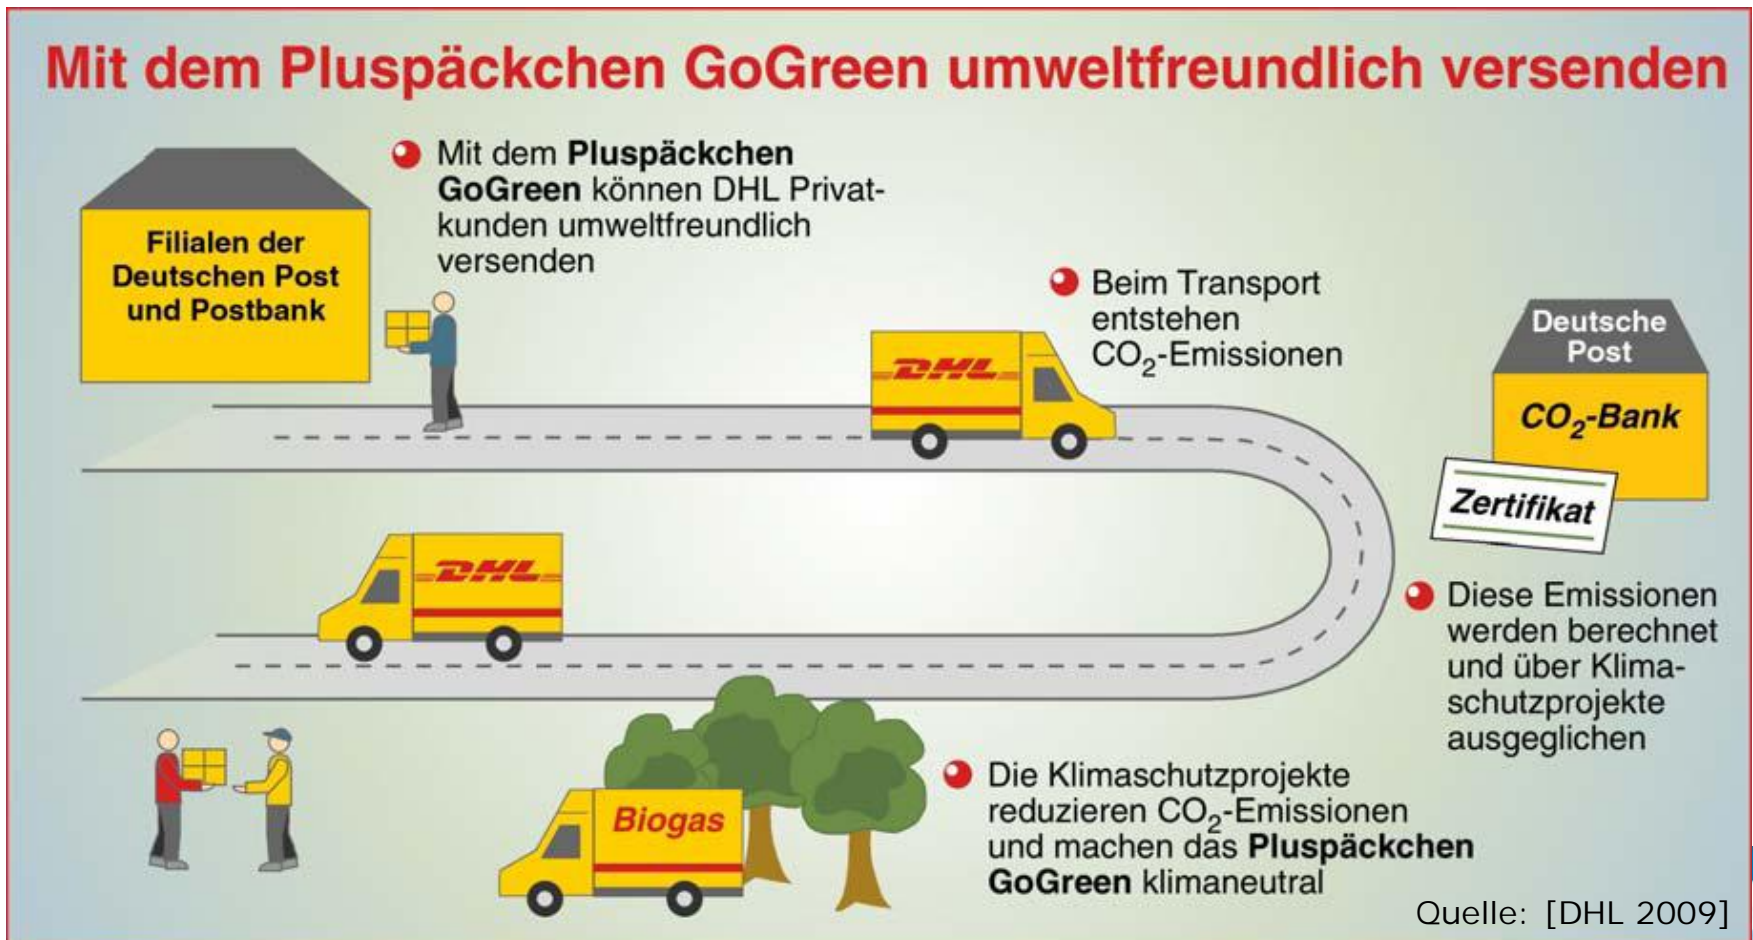 Mit dem Pluspäckchen GoGreen umweltfreundlich versenden
Filialen der
Deutschen Post
und Postbank
Mit dem Pluspäckchen
GoGreen können DHL Privat-
kunden umweltfreundlich
versenden
DHL
Beim Transport
entstehen
CO₂-Emissionen
Deutsche
Post
CO₂-Bank
Zertifikat
Diese Emissionen
werden berechnet
und über Klima-
schutzprojekte
ausgeglichen
DHL
Biogas
Die Klimaschutzprojekte
reduzieren CO₂-Emissionen
und machen das Pluspäckchen
GoGreen klimaneutral
Quelle: [DHL 2009]